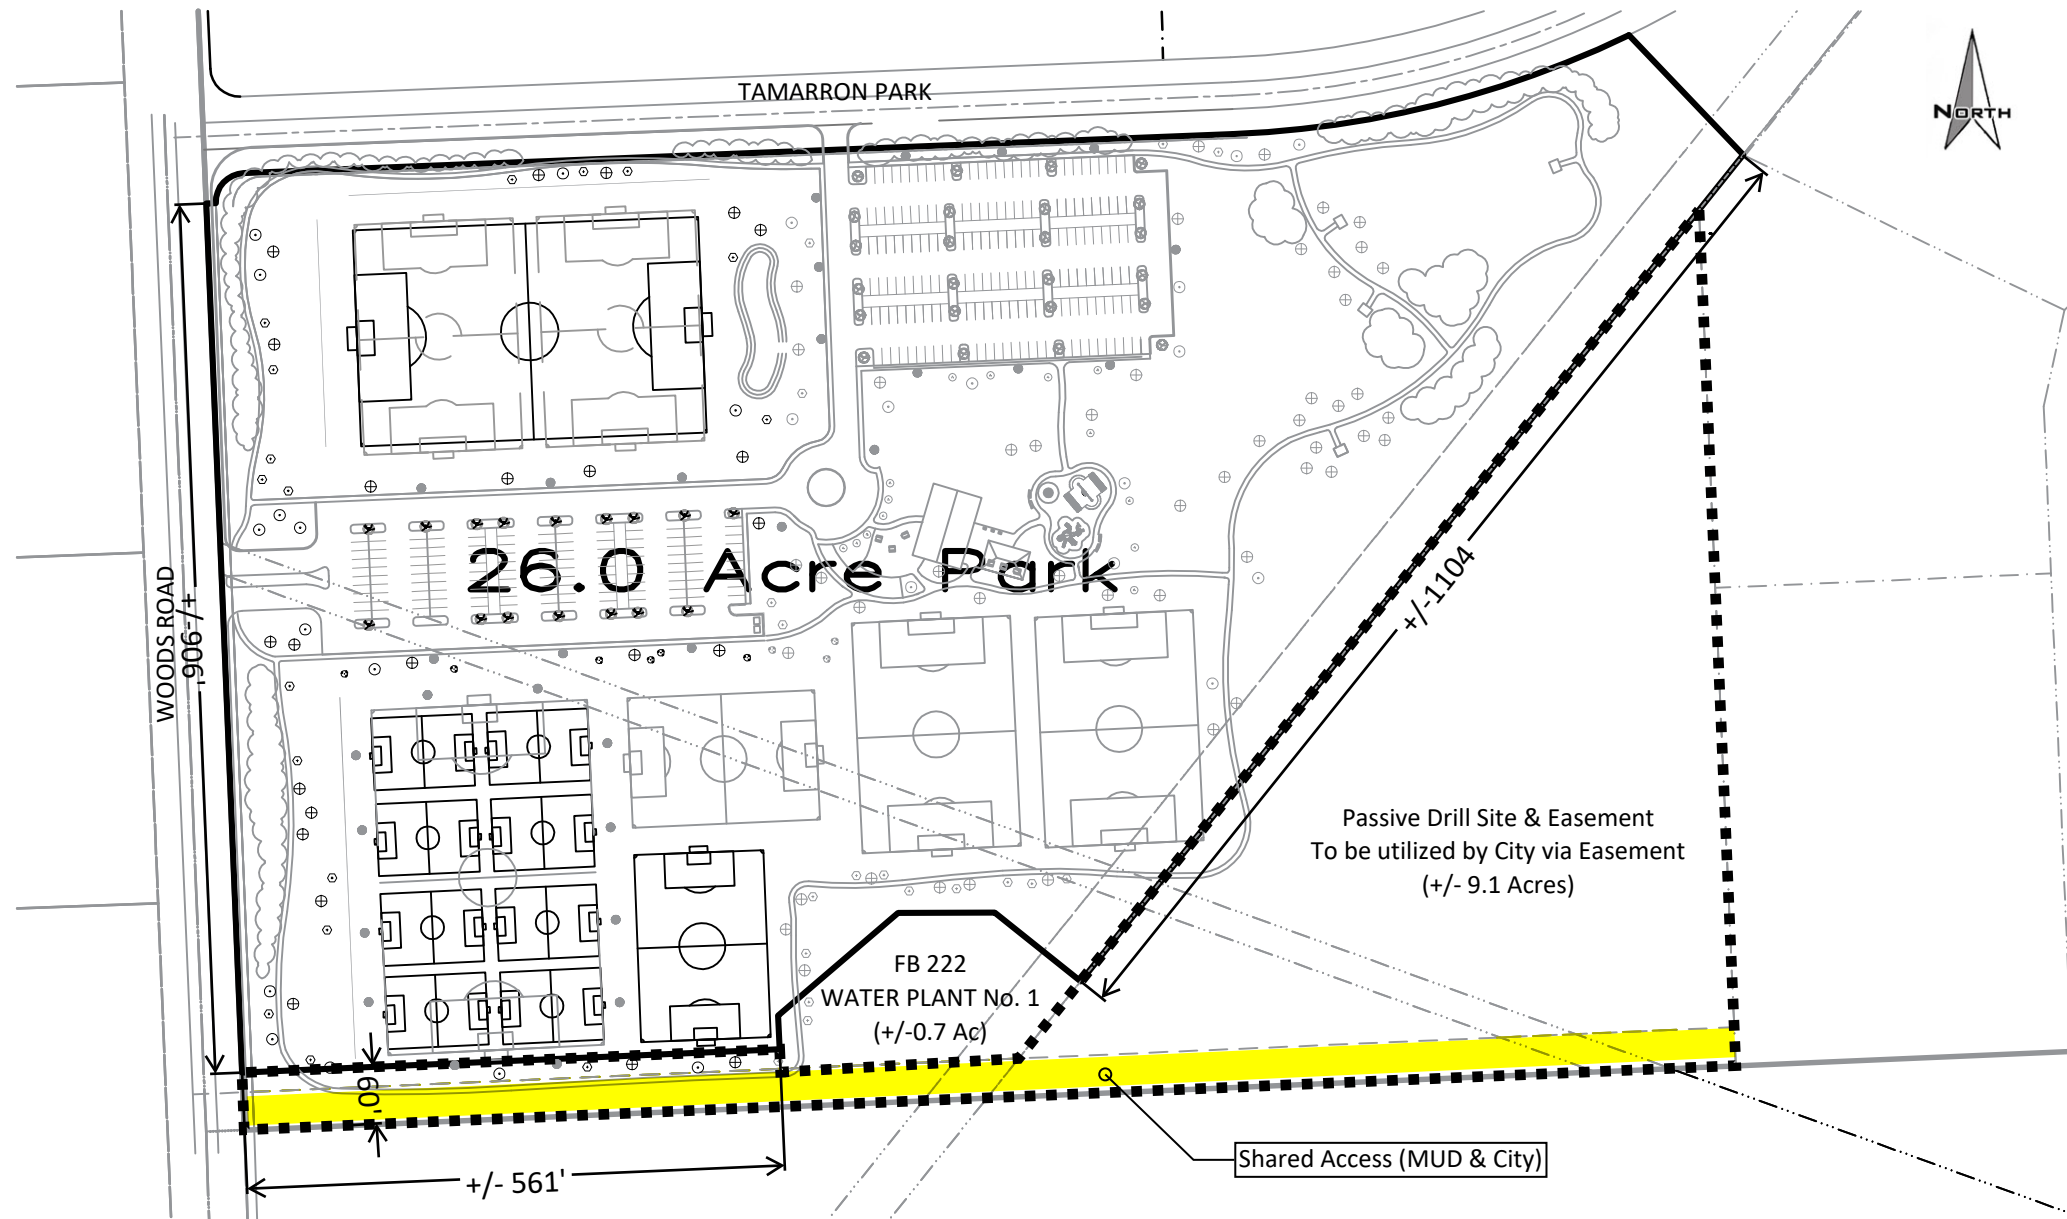 TAMARRON PARK
NORTH
26.0 Acre Park
WOODS ROAD
+/-906'
+/-1104
Passive Drill Site & Easement
To be utilized by City via Easement
(+/- 9.1 Acres)
FB 222
WATER PLANT No. 1
(+/-0.7 Ac)
60'
+/- 561'
Shared Access (MUD & City)